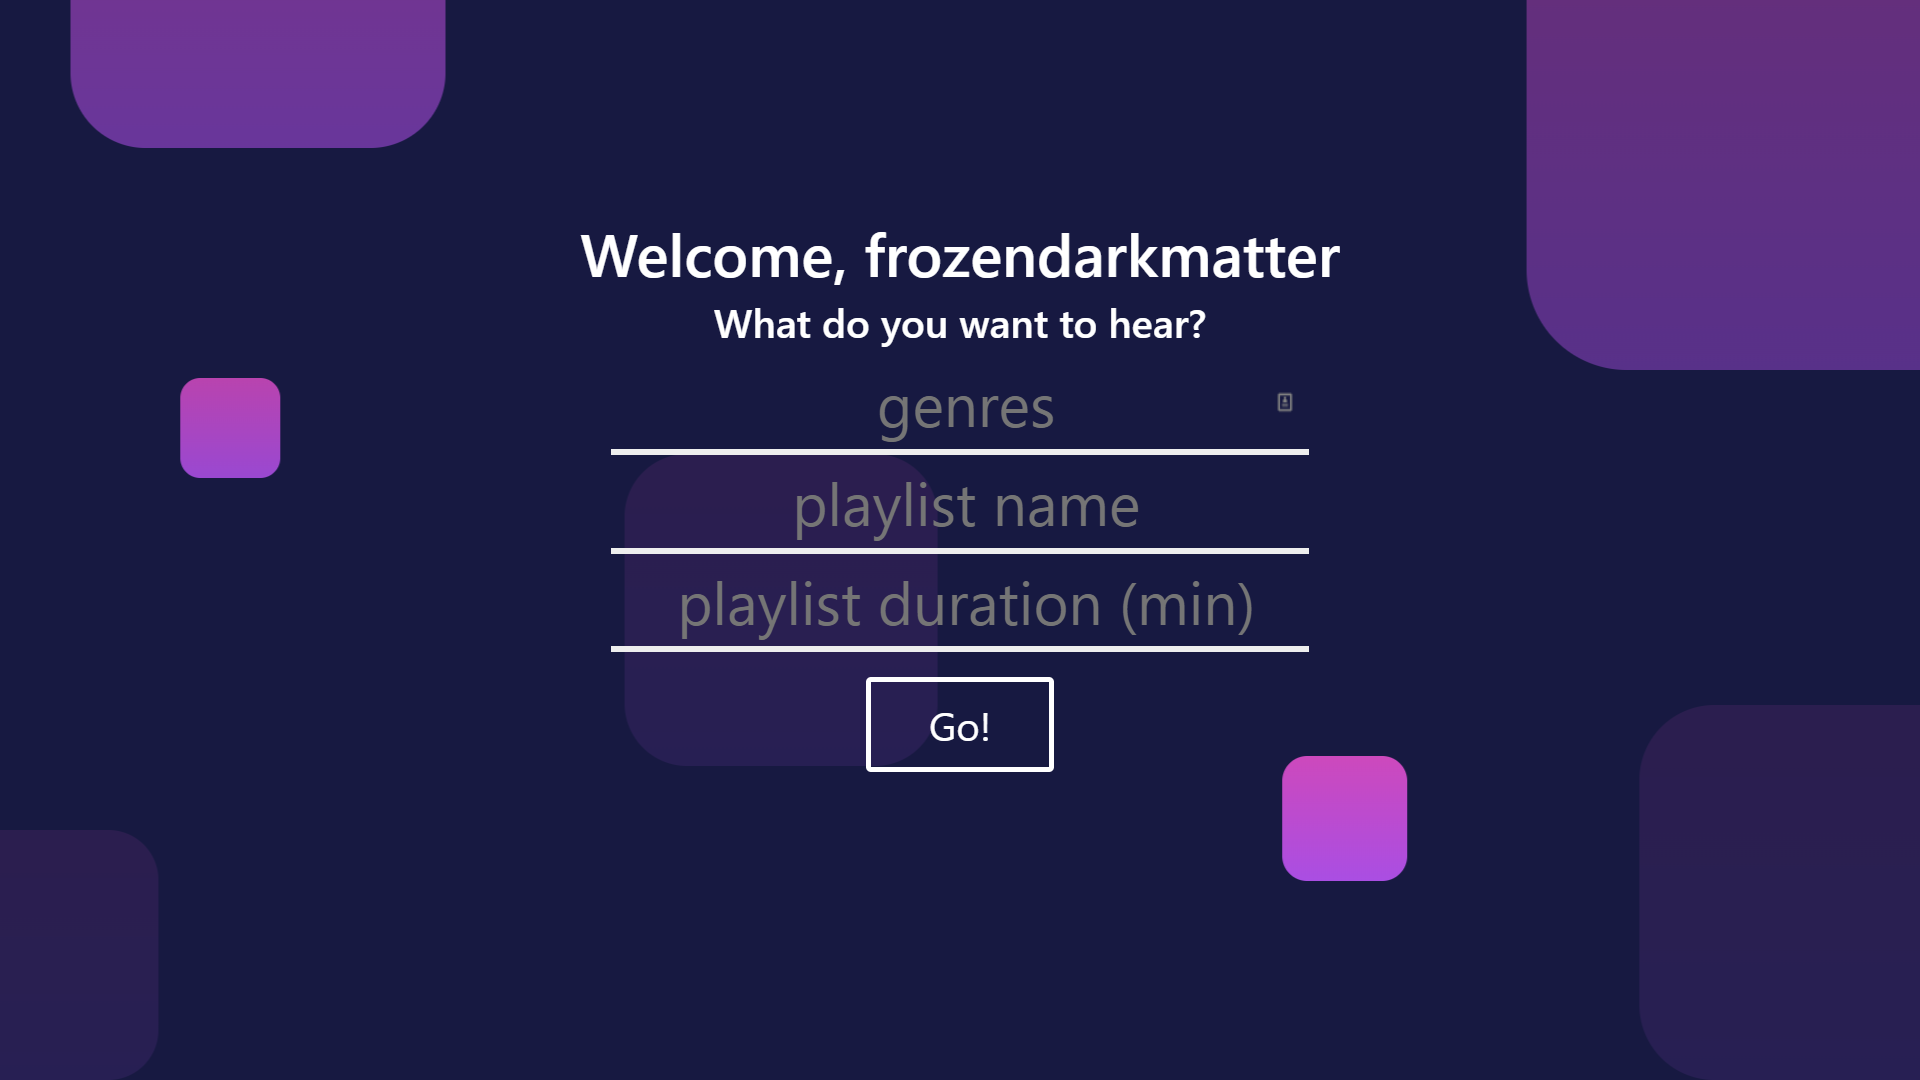 Welcome, frozendarkmatter
What do you want to hear?
genres
playlist name
playlist duration (min)
Go!